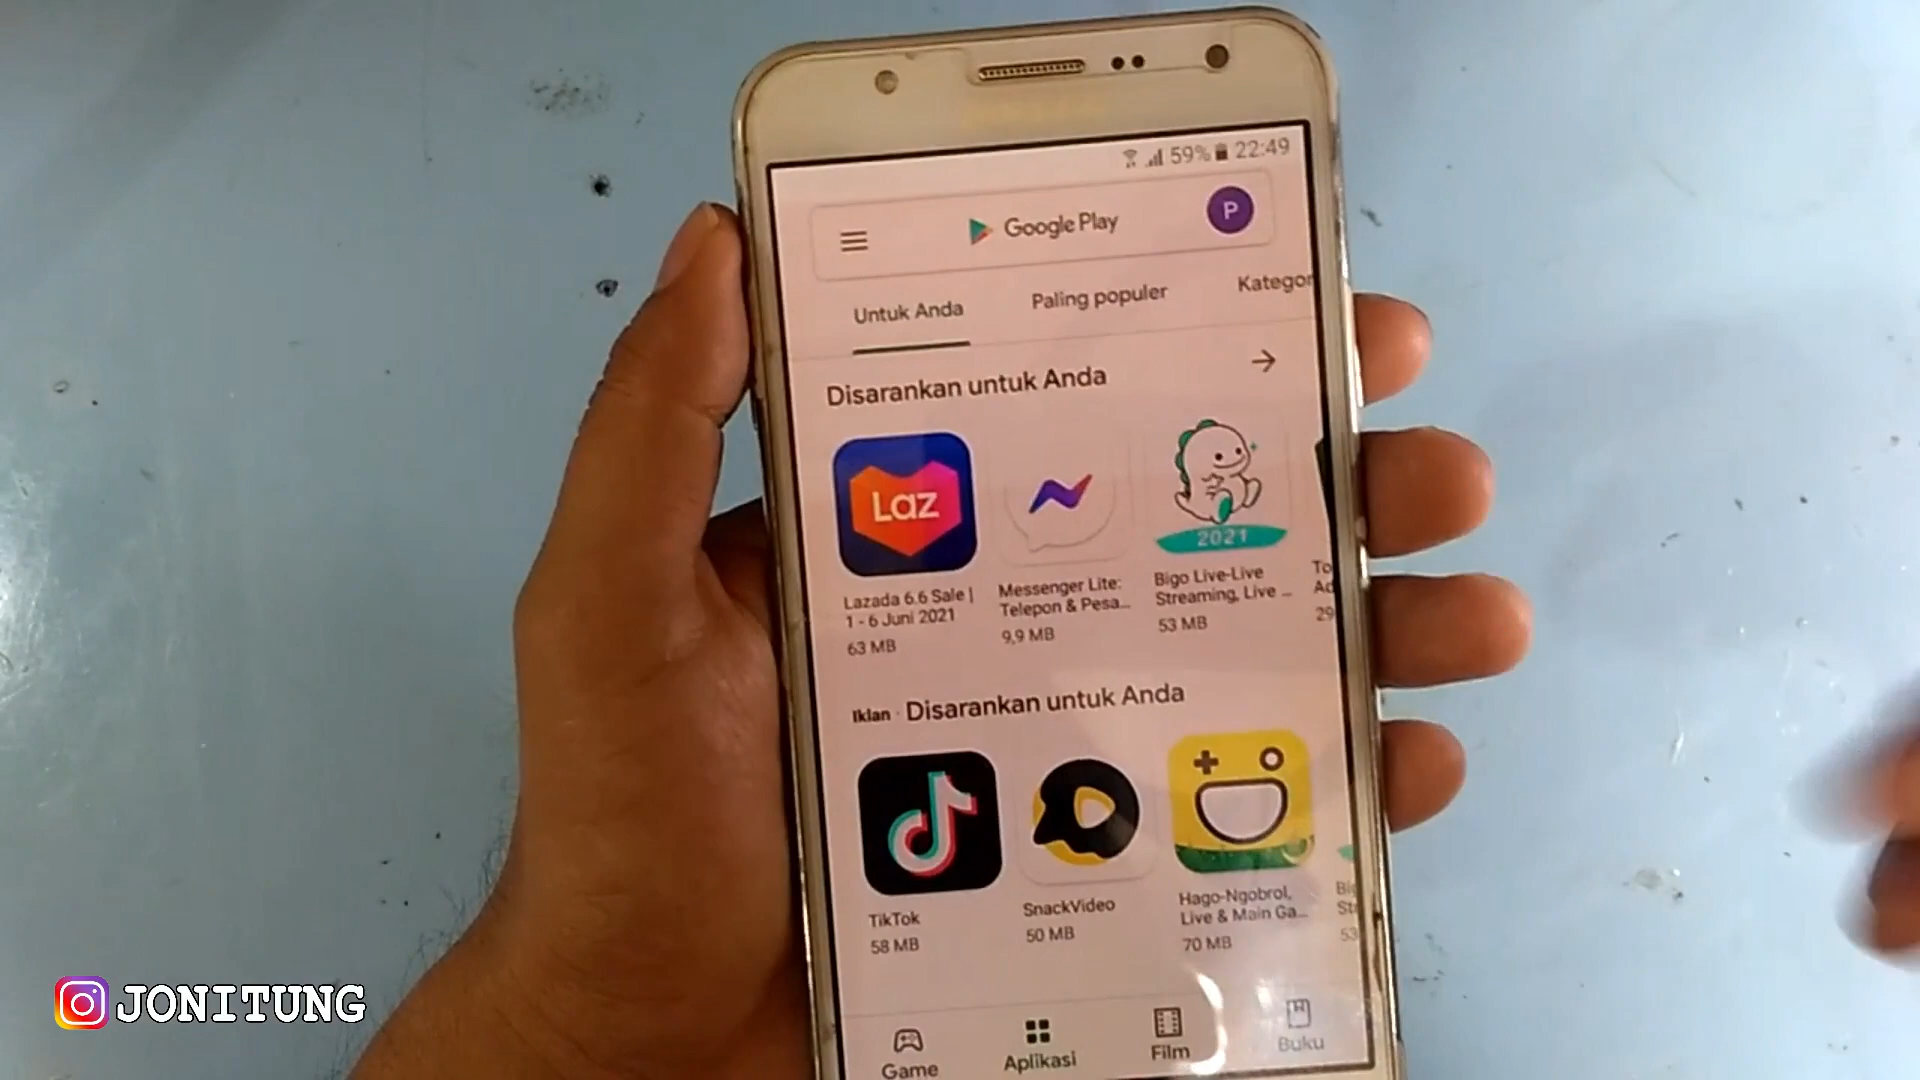 59% 22:49
Google Play
P
Untuk Anda
Paling populer
Kategor
Disarankan untuk Anda
Laz
2021
Lazada 6.6 Sale |
1 - 6 Juni 2021
63 MB
Messenger Lite:
Telepon & Pesa...
9,9 MB
Bigo Live-Live
Streaming, Live ...
53 MB
To
Ad
29
Iklan · Disarankan untuk Anda
TikTok
58 MB
SnackVideo
50 MB
Hago-Ngobrol,
Live & Main Ga...
70 MB
Big
Str
53
Game
Aplikasi
Film
Buku
JONITUNG